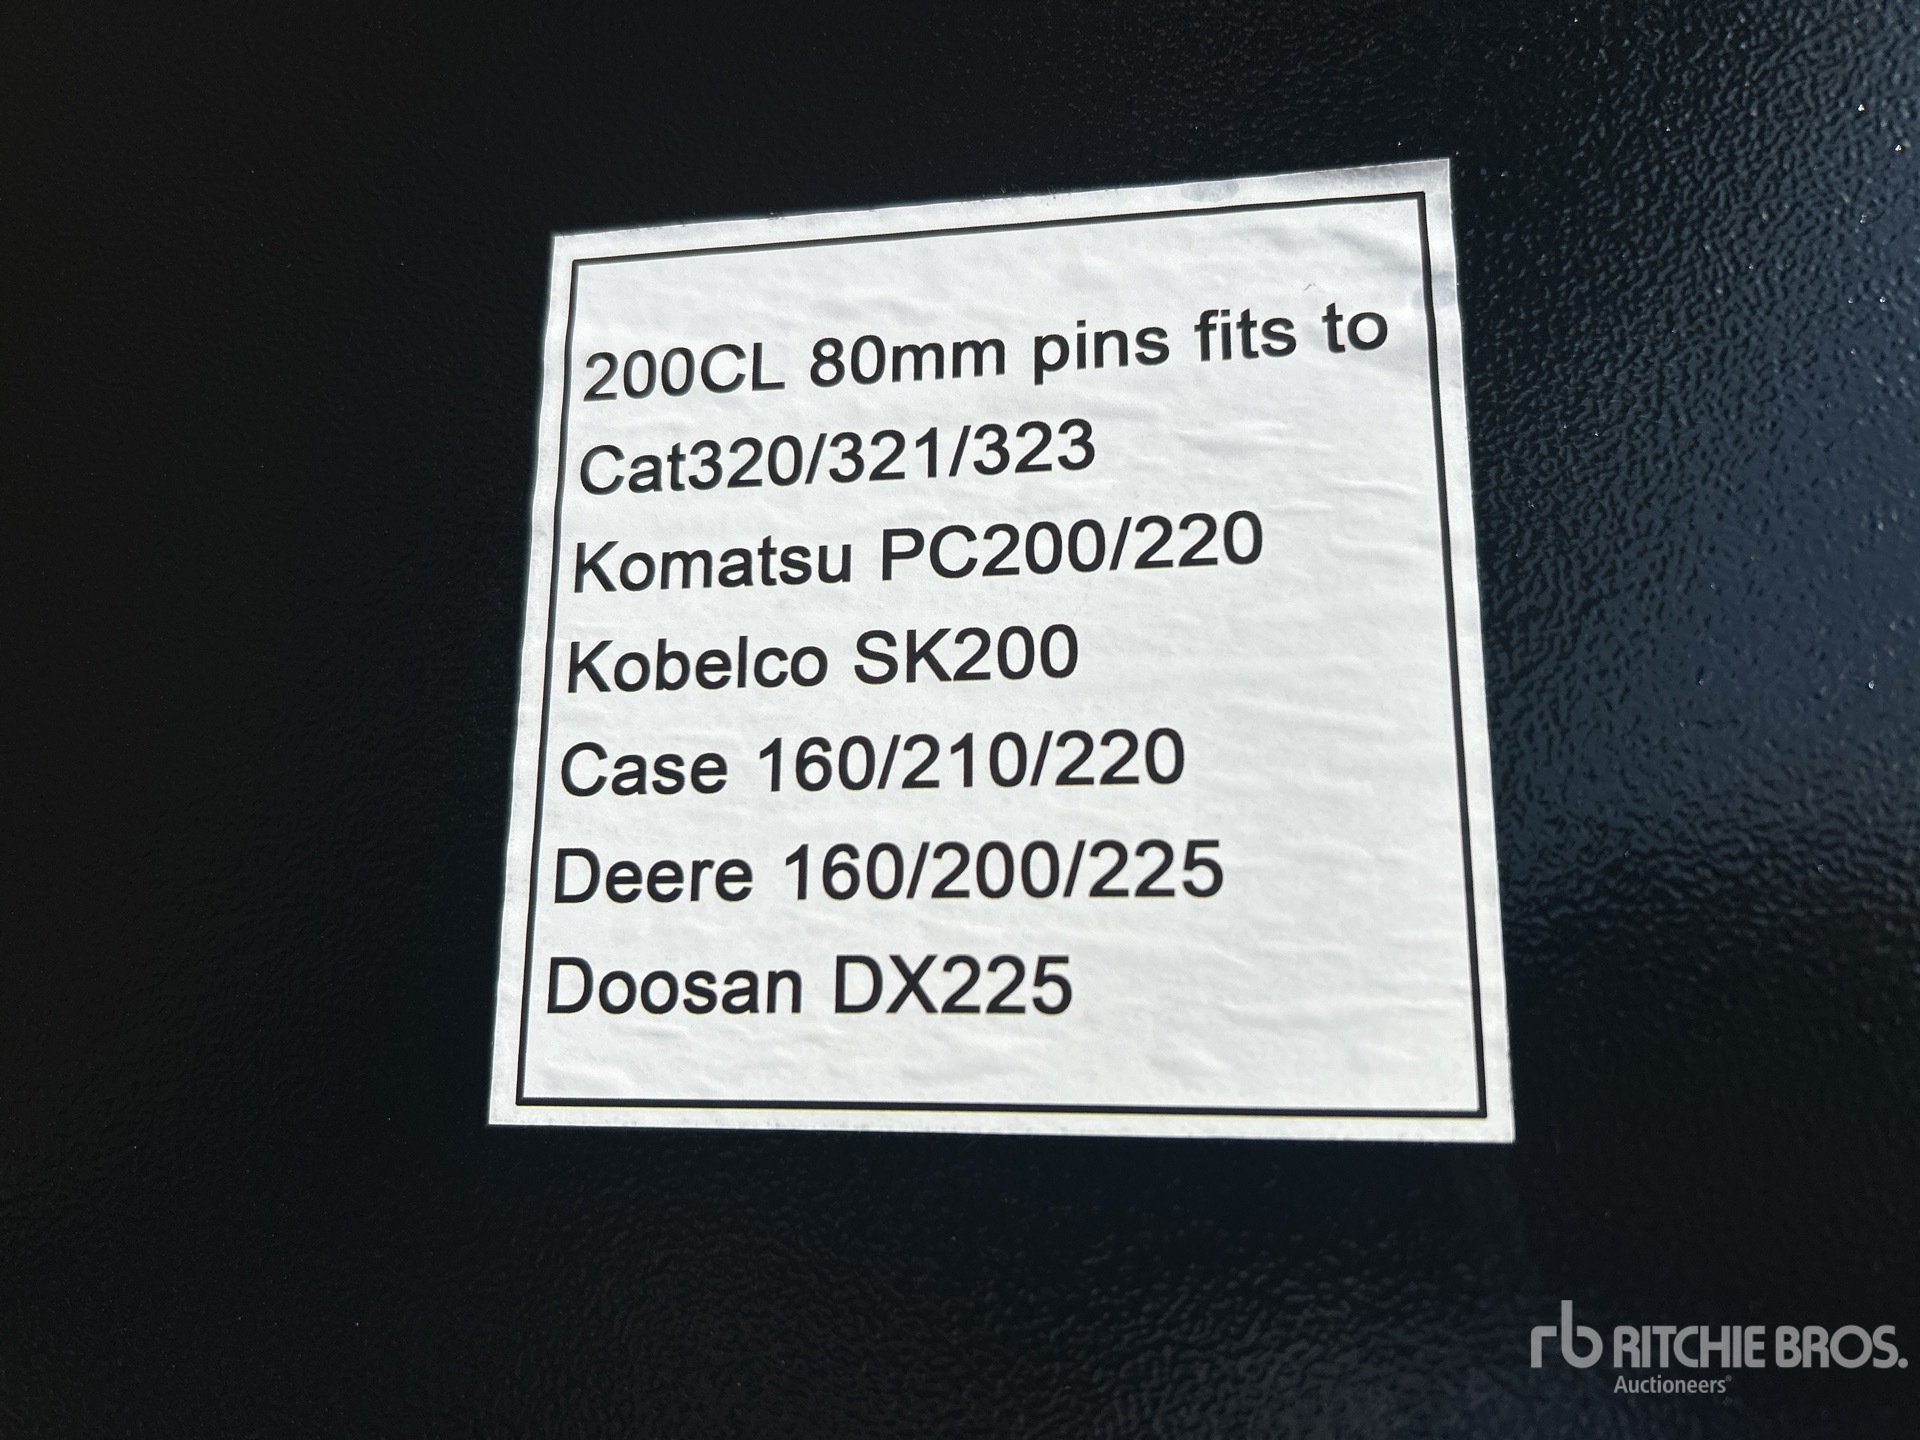 200CL 80mm pins fits to
Cat320/321/323
Komatsu PC200/220
Kobelco SK200
Case 160/210/220
Deere 160/200/225
Doosan DX225
rb RITCHIE BROS.
Auctioneers®